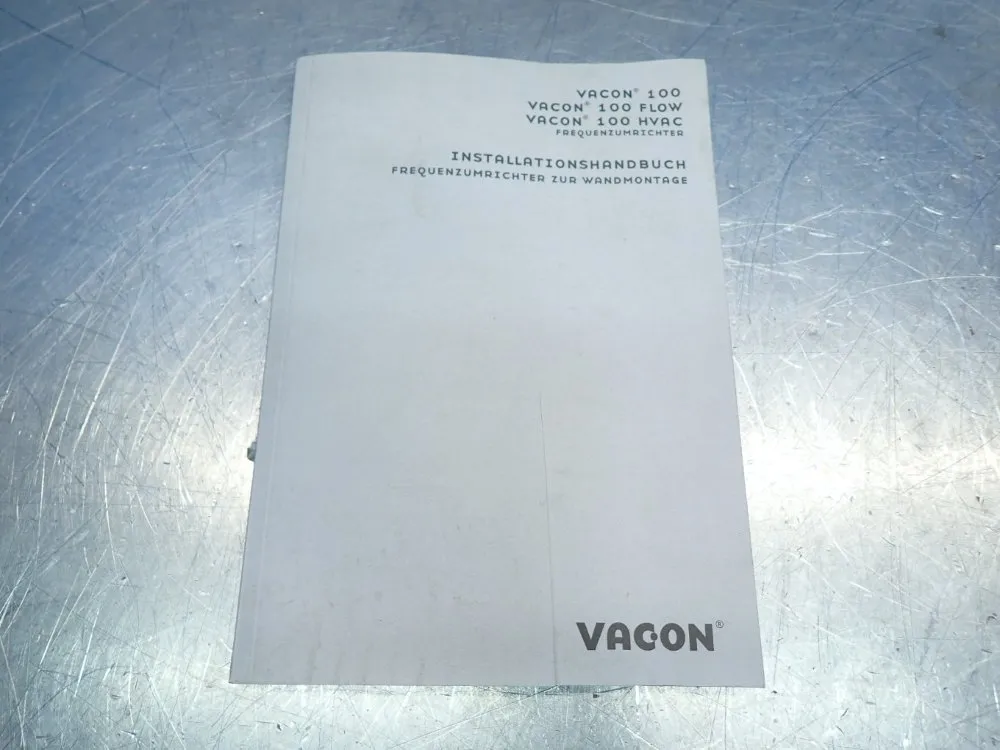 VACON® 100
VACON® 100 FLOW
VACON® 100 HVAC
FREQUENZUMRICHTER
INSTALLATIONSHANDBUCH
FREQUENZUMRICHTER ZUR WANDMONTAGE
VACON®